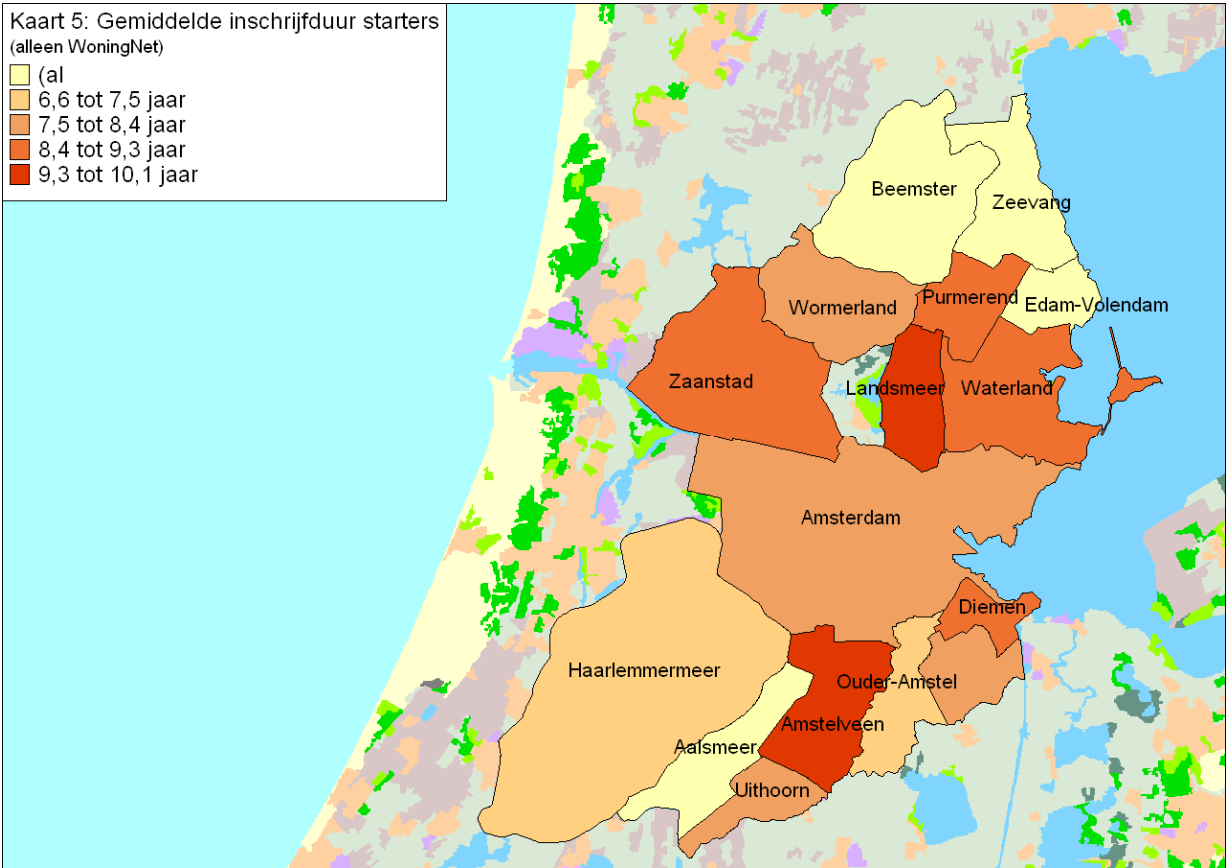 Kaart 5: Gemiddelde inschrijfduur starters
(alleen WoningNet)
(al
6,6 tot 7,5 jaar
7,5 tot 8,4 jaar
8,4 tot 9,3 jaar
9,3 tot 10,1 jaar
Beemster
Zeevang
Purmerend
Edam-Volendam
Wormerland
Zaanstad
Landsmeer
Waterland
Amsterdam
Diemen
Haarlemmermeer
Ouder-Amstel
Amstelveen
Aalsmeer
Uithoorn